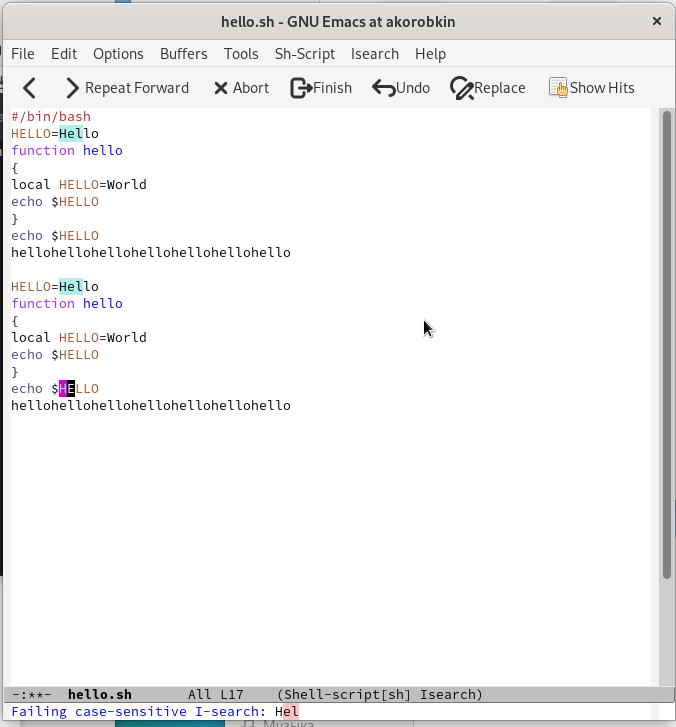 hello.sh - GNU Emacs at akorobkin
File Edit Options Buffers Tools Sh-Script Isearch Help
Repeat Forward Abort Finish Undo Replace Show Hits
#/bin/bash
HELLO=Hello
function hello
{
local HELLO=World
echo $HELLO
}
echo $HELLO
hellohellohellohellohellohellohello
HELLO=Hello
function hello
{
local HELLO=World
echo $HELLO
}
echo $HELLO
hellohellohellohellohellohellohello
-:**- hello.sh All L17 (Shell-script[sh] Isearch)
Failing case-sensitive I-search: Hel
Музыка